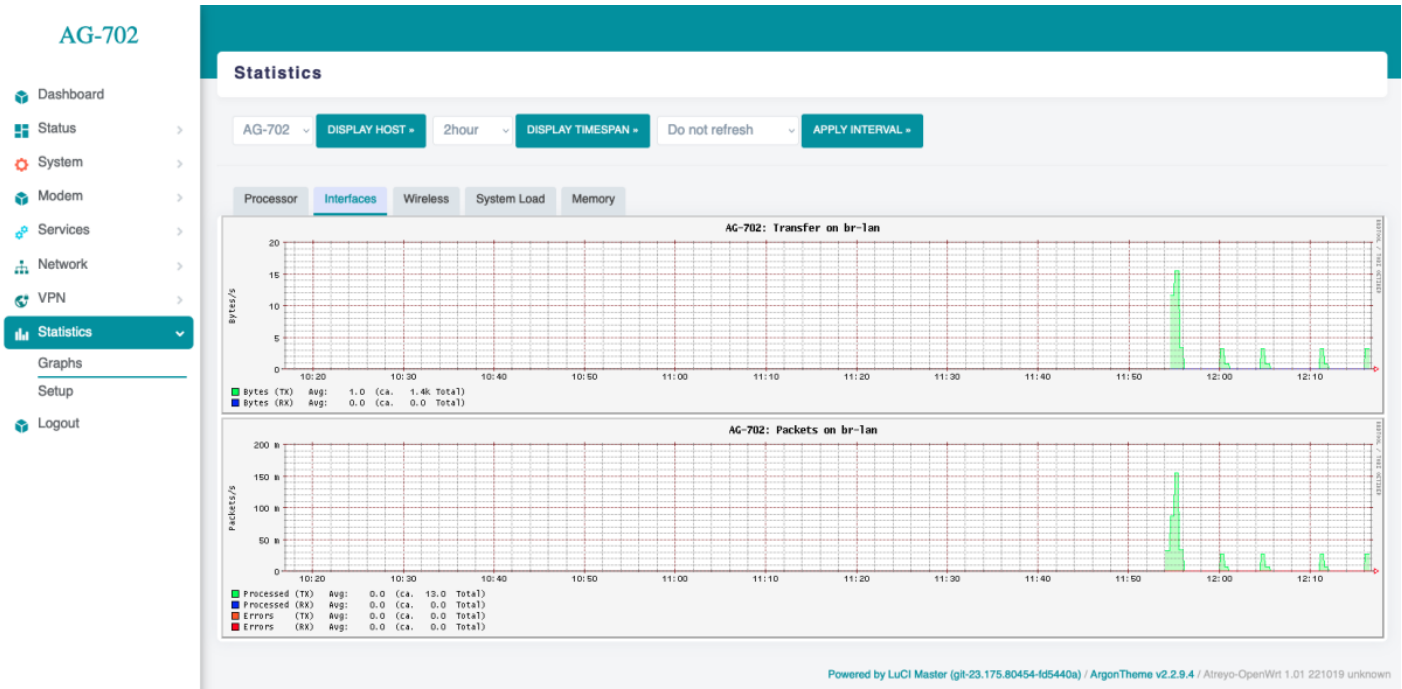 AG-702
Dashboard
Status
System
Modem
Services
Network
VPN
Statistics
Graphs
Setup
Logout
Statistics
AG-702 DISPLAY HOST » 2hour DISPLAY TIMESPAN » Do not refresh APPLY INTERVAL »
Processor Interfaces Wireless System Load Memory
AG-702: Transfer on br-lan
RRDTOOL / TOBI OETIKER
Bytes/s
20
15
10
5
0
10:20 10:30 10:40 10:50 11:00 11:10 11:20 11:30 11:40 11:50 12:00 12:10
Bytes (TX) Avg: 1.0 (ca. 1.4k Total)
Bytes (RX) Avg: 0.0 (ca. 0.0 Total)
AG-702: Packets on br-lan
RRDTOOL / TOBI OETIKER
Packets/s
200 m
150 m
100 m
50 m
0
10:20 10:30 10:40 10:50 11:00 11:10 11:20 11:30 11:40 11:50 12:00 12:10
Processed (TX) Avg: 0.0 (ca. 13.0 Total)
Processed (RX) Avg: 0.0 (ca. 0.0 Total)
Errors (TX) Avg: 0.0 (ca. 0.0 Total)
Errors (RX) Avg: 0.0 (ca. 0.0 Total)
Powered by LuCI Master (git-23.175.80454-fd5440a) / ArgonTheme v2.2.9.4 / Atreyo-OpenWrt 1.01 221019 unknown